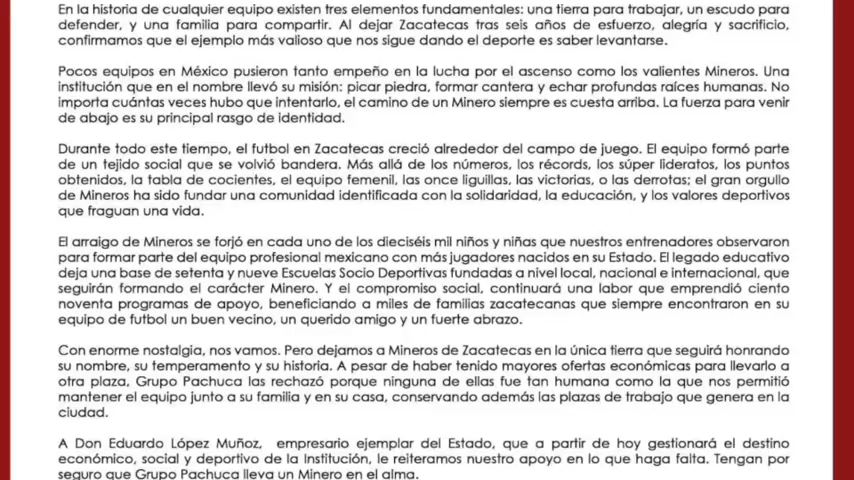 En la historia de cualquier equipo existen tres elementos fundamentales: una tierra para trabajar, un escudo para
defender, y una familia para compartir. Al dejar Zacatecas tras seis años de esfuerzo, alegría y sacrificio,
confirmamos que el ejemplo más valioso que nos sigue dando el deporte es saber levantarse.
Pocos equipos en México pusieron tanto empeño en la lucha por el ascenso como los valientes Mineros. Una
institución que en el nombre llevó su misión: picar piedra, formar cantera y echar profundas raíces humanas. No
importa cuántas veces hubo que intentarlo, el camino de un Minero siempre es cuesta arriba. La fuerza para venir
de abajo es su principal rasgo de identidad.
Durante todo este tiempo, el futbol en Zacatecas creció alrededor del campo de juego. El equipo formó parte
de un tejido social que se volvió bandera. Más allá de los números, los récords, los súper lideratos, los puntos
obtenidos, la tabla de cocientes, el equipo femenil, las once liguillas, las victorias, o las derrotas; el gran orgullo
de Mineros ha sido fundar una comunidad identificada con la solidaridad, la educación, y los valores deportivos
que fraguan una vida.
El arraigo de Mineros se forjó en cada uno de los dieciséis mil niños y niñas que nuestros entrenadores observaron
para formar parte del equipo profesional mexicano con más jugadores nacidos en su Estado. El legado educativo
deja una base de setenta y nueve Escuelas Socio Deportivas fundadas a nivel local, nacional e internacional, que
seguirán formando el carácter Minero. Y el compromiso social, continuará una labor que emprendió ciento
noventa programas de apoyo, beneficiando a miles de familias zacatecanas que siempre encontraron en su
equipo de futbol un buen vecino, un querido amigo y un fuerte abrazo.
Con enorme nostalgia, nos vamos. Pero dejamos a Mineros de Zacatecas en la única tierra que seguirá honrando
su nombre, su temperamento y su historia. A pesar de haber tenido mayores ofertas económicas para llevarlo a
otra plaza, Grupo Pachuca las rechazó porque ninguna de ellas fue tan humana como la que nos permitió
mantener el equipo junto a su familia y en su casa, conservando además las plazas de trabajo que genera en la
ciudad.
A Don Eduardo López Muñoz, empresario ejemplar del Estado, que a partir de hoy gestionará el destino
económico, social y deportivo de la Institución, le reiteramos nuestro apoyo en lo que haga falta. Tengan por
seguro que Grupo Pachuca lleva un Minero en el alma.